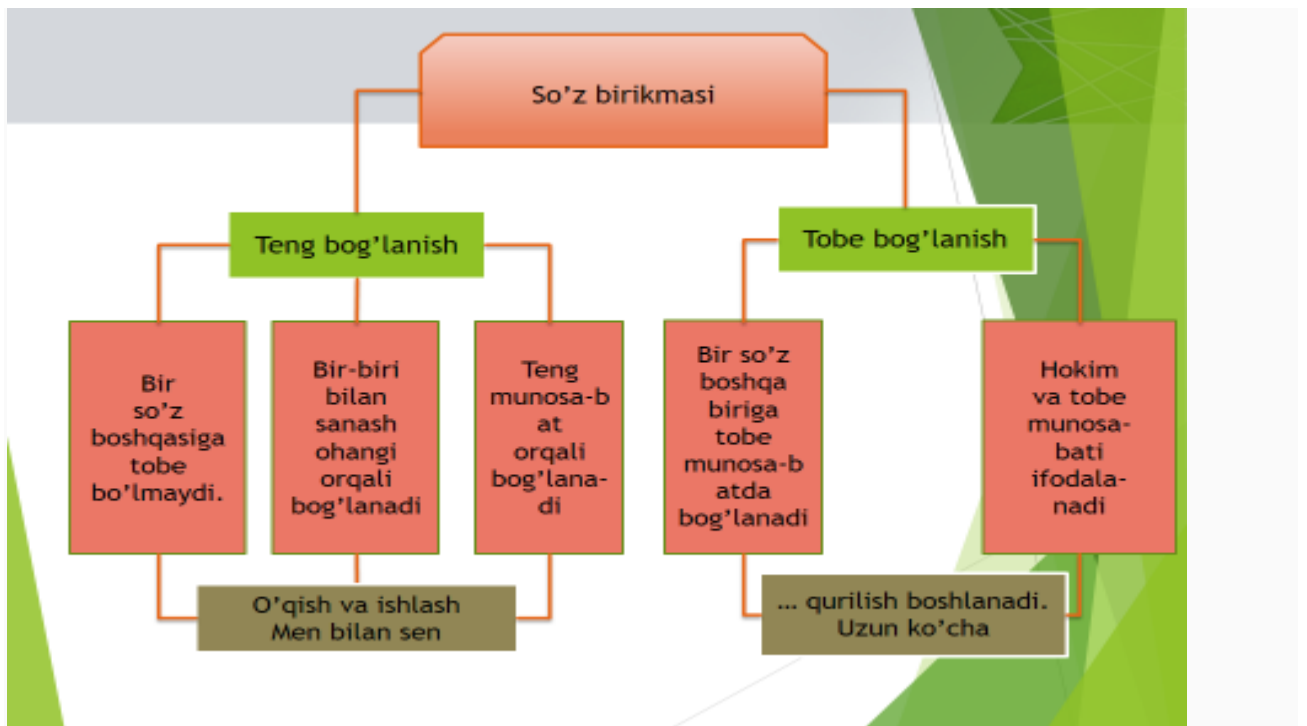 So’z birikmasi
Teng bog’lanish
Tobe bog’lanish
Bir
so’z
boshqasiga
tobe
bo’lmaydi.
Bir-biri
bilan
sanash
ohangi
orqali
bog’lanadi
Teng
munosa-b
at
orqali
bog’lana-
di
Bir so’z
boshqa
biriga
tobe
munosa-b
atda
bog’lanadi
Hokim
va tobe
munosa-
bati
ifodala-
nadi
O’qish va ishlash
Men bilan sen
... qurilish boshlanadi.
Uzun ko’cha